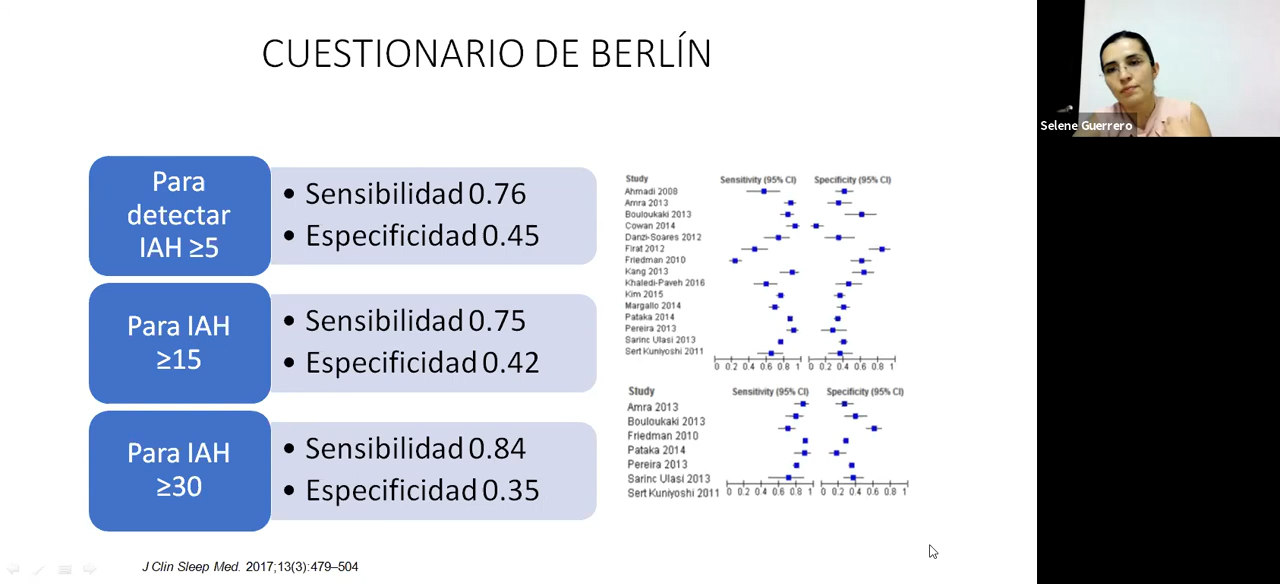 CUESTIONARIO DE BERLÍN
Para
detectar
IAH ≥5
• Sensibilidad 0.76
• Especificidad 0.45
Para IAH
≥15
• Sensibilidad 0.75
• Especificidad 0.42
Para IAH
≥30
• Sensibilidad 0.84
• Especificidad 0.35
Study Sensitivity (95% CI) Specificity (95% CI)
Ahmadi 2008
Amra 2013
Bouloukaki 2013
Cowan 2014
Danzi-Soares 2012
Firat 2012
Friedman 2010
Kang 2013
Khaledi-Paveh 2016
Kim 2015
Margallo 2014
Pataka 2014
Pereira 2013
Sarinc Ulasi 2013
Sert Kuniyoshi 2011
0 0.2 0.4 0.6 0.8 1 0 0.2 0.4 0.6 0.8 1
Study Sensitivity (95% CI) Specificity (95% CI)
Amra 2013
Bouloukaki 2013
Friedman 2010
Pataka 2014
Pereira 2013
Sarinc Ulasi 2013
Sert Kuniyoshi 2011
0 0.2 0.4 0.6 0.8 1 0 0.2 0.4 0.6 0.8 1
J Clin Sleep Med. 2017;13(3):479–504
Selene Guerrero